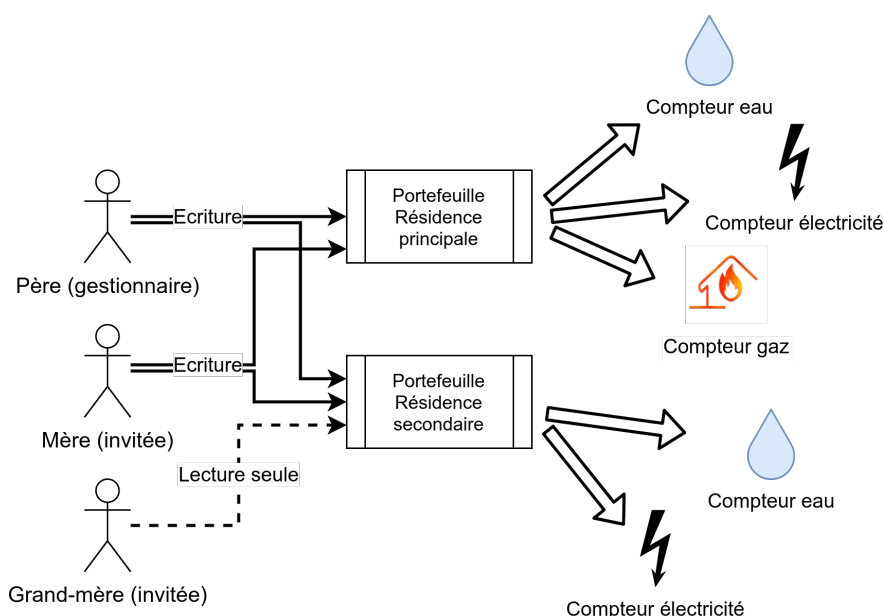 Compteur eau
Ecriture
Portefeuille
Résidence
principale
Compteur électricité
Père (gestionnaire)
Compteur gaz
Ecriture
Portefeuille
Résidence
secondaire
Mère (invitée)
Lecture seule
Compteur eau
Grand-mère (invitée)
Compteur électricité